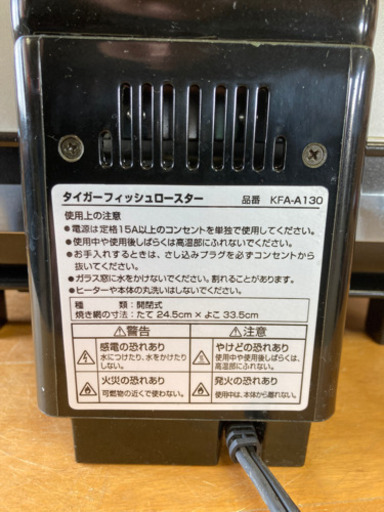 タイガーフィッシュロースター 品番 KFA-A130
使用上の注意
●電源は定格15A以上のコンセントを単独で使用してください。
●使用中や使用後しばらくは高温部にふれないでください。
●お手入れするときは、さし込みプラグを必ずコンセントから
抜いてください。
●ガラス窓に水をかけないでください。割れることがあります。
●ヒーターや本体の丸洗いはしないでください。
種 類：開閉式
焼き網の寸法：たて 24.5cm × よこ 33.5cm
⚠警告 ⚠注意
感電の恐れあり やけどの恐れあり
水につけたり、水をかけたり 使用中や使用後しばらくは、
しない。 高温部にふれない。
火災の恐れあり 発火の恐れあり
可燃物の近くで使わない。 使用中は、本体から離れない。